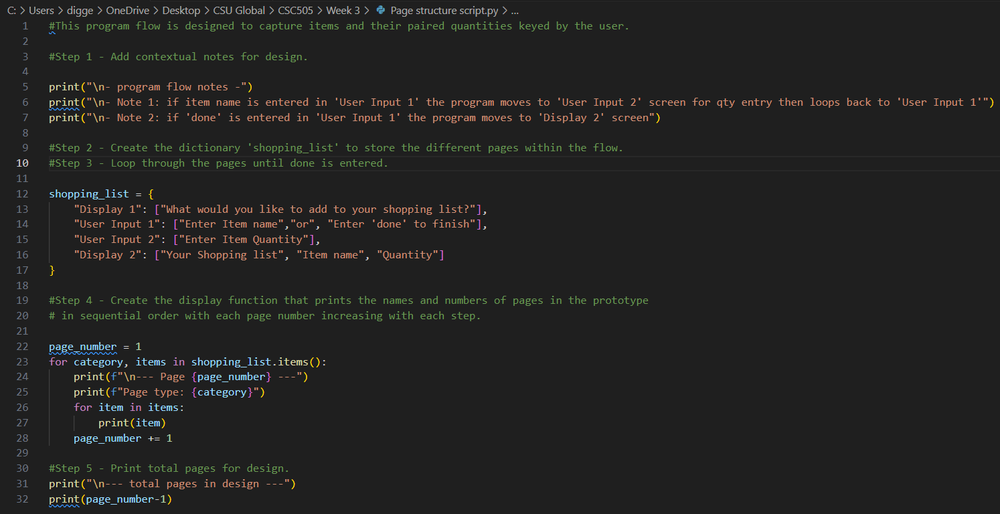 C: > Users > digge > OneDrive > Desktop > CSU Global > CSC505 > Week 3 > Page structure script.py > ...
1 #This program flow is designed to capture items and their paired quantities keyed by the user.
2
3 #Step 1 - Add contextual notes for design.
4
5 print("\n- program flow notes -")
6 print("\n- Note 1: if item name is entered in 'User Input 1' the program moves to 'User Input 2' screen for qty entry then loops back to 'User Input 1'")
7 print("\n- Note 2: if 'done' is entered in 'User Input 1' the program moves to 'Display 2' screen")
8
9 #Step 2 - Create the dictionary 'shopping_list' to store the different pages within the flow.
10 #Step 3 - Loop through the pages until done is entered.
11
12 shopping_list = {
13     "Display 1": ["What would you like to add to your shopping list?"],
14     "User Input 1": ["Enter Item name","or", "Enter 'done' to finish"],
15     "User Input 2": ["Enter Item Quantity"],
16     "Display 2": ["Your Shopping list", "Item name", "Quantity"]
17 }
18
19 #Step 4 - Create the display function that prints the names and numbers of pages in the prototype
20 # in sequential order with each page number increasing with each step.
21
22 page_number = 1
23 for category, items in shopping_list.items():
24     print(f"\n--- Page {page_number} ---")
25     print(f"Page type: {category}")
26     for item in items:
27         print(item)
28     page_number += 1
29
30 #Step 5 - Print total pages for design.
31 print("\n--- total pages in design ---")
32 print(page_number-1)